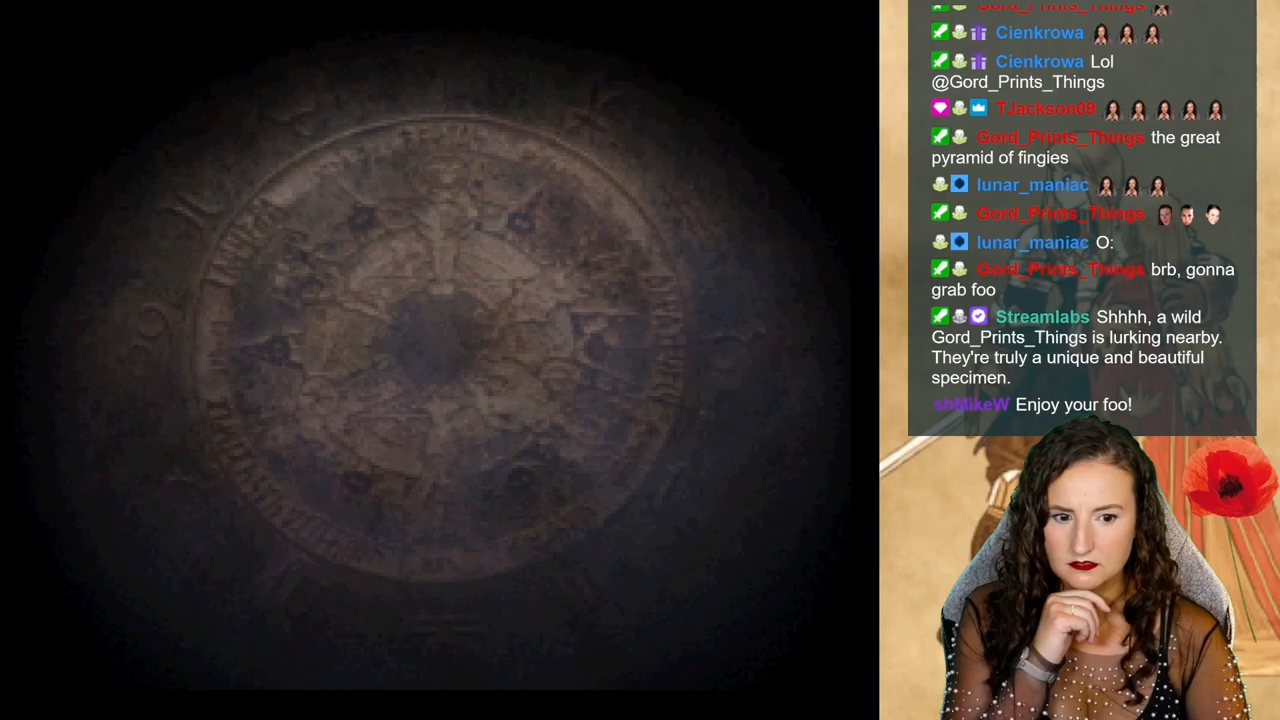 Gord_Prints_Things
Cienkrowa
Cienkrowa Lol
@Gord_Prints_Things
TJackson09
Gord_Prints_Things the great
pyramid of fingies
lunar_maniac
Gord_Prints_Things
lunar_maniac O:
Gord_Prints_Things brb, gonna
grab foo
Streamlabs Shhhh, a wild
Gord_Prints_Things is lurking nearby.
They're truly a unique and beautiful
specimen.
shMikeW Enjoy your foo!